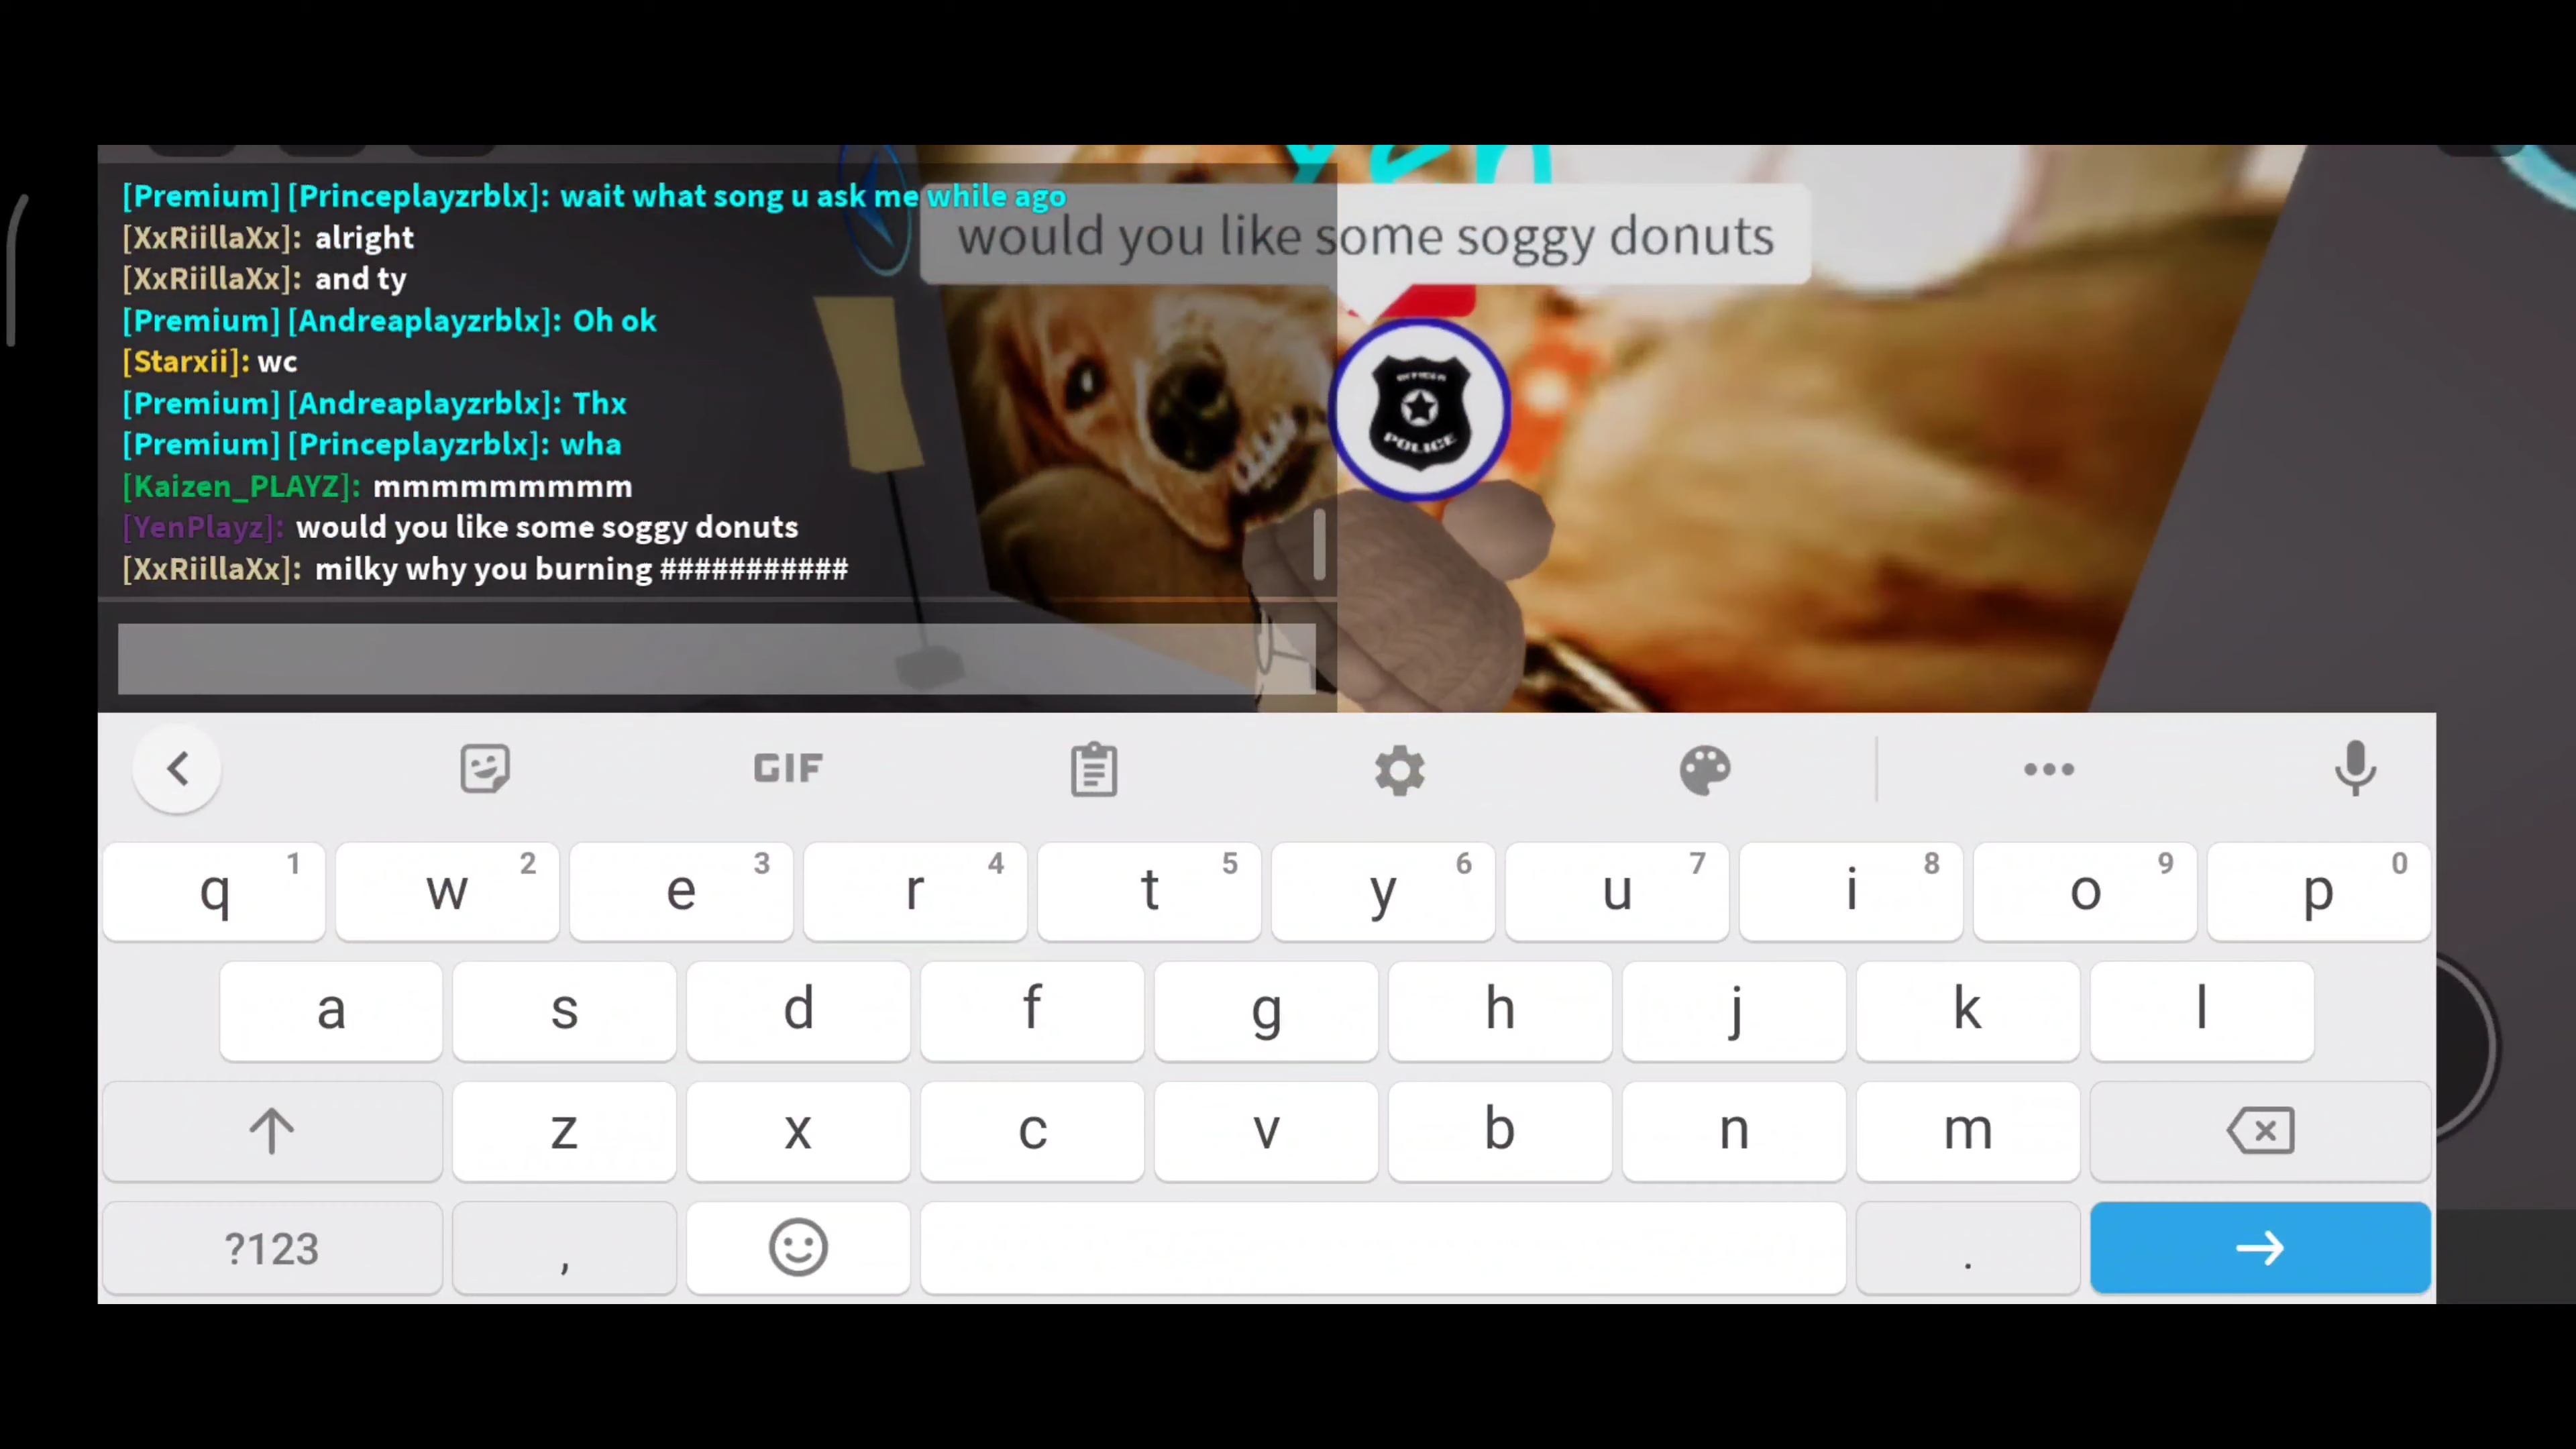 [Premium] [Princeplayzrblx]: wait what song u ask me while ago
[XxRiillaXx]: alright
[XxRiillaXx]: and ty
[Premium] [Andreaplayzrblx]: Oh ok
[Starxii]: wc
[Premium] [Andreaplayzrblx]: Thx
[Premium] [Princeplayzrblx]: wha
[Kaizen_PLAYZ]: mmmmmmmmm
[YenPlayz]: would you like some soggy donuts
[XxRiillaXx]: milky why you burning ###########
Yen
would you like some soggy donuts
OFFICER
POLICE
GIF
q 1 w 2 e 3 r 4 t 5 y 6 u 7 i 8 o 9 p 0
a s d f g h j k l
z x c v b n m
?123 , .